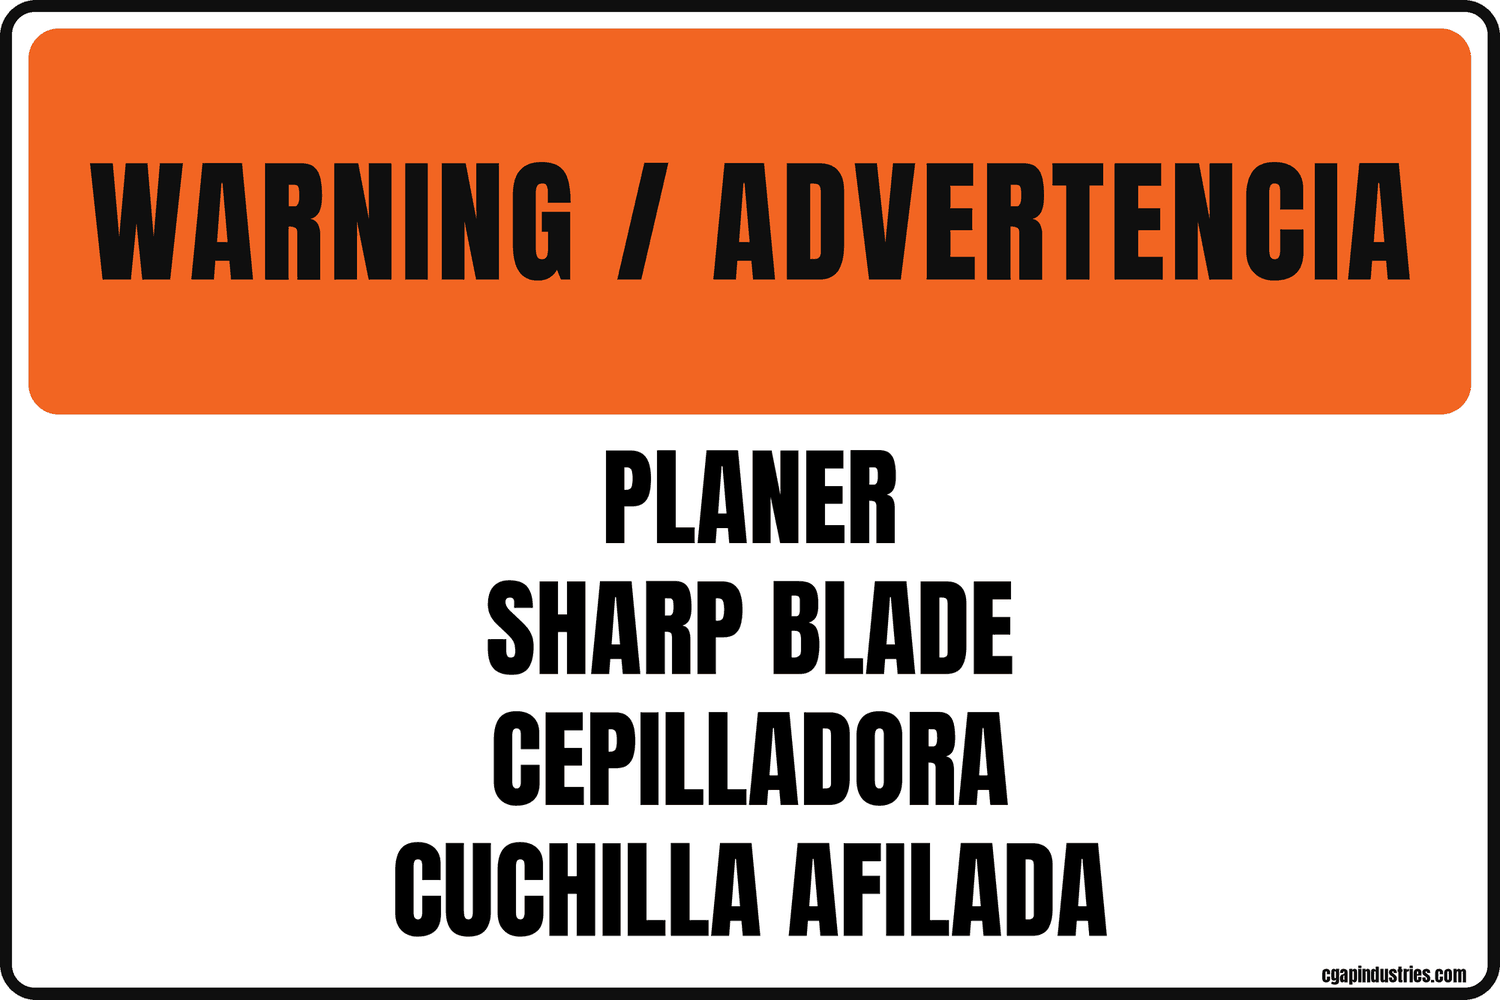 WARNING / ADVERTENCIA
PLANER
SHARP BLADE
CEPILLADORA
CUCHILLA AFILADA
cgapindustries.com